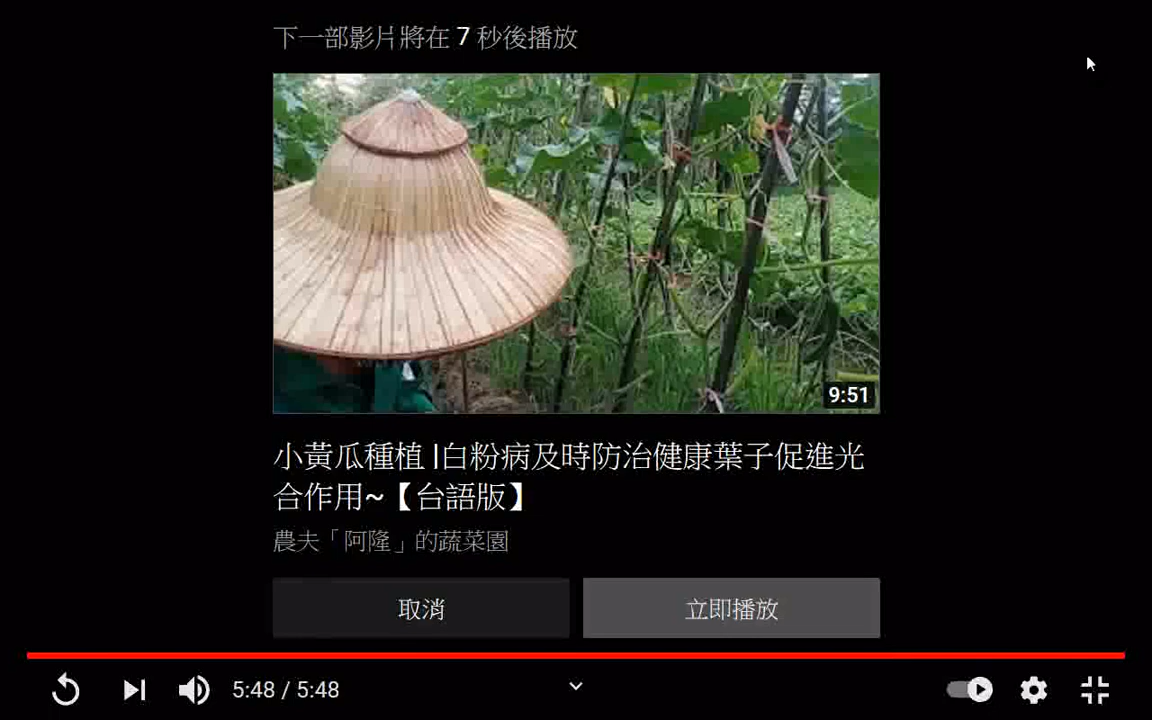 下一部影片將在 7 秒後播放
9:51
小黃瓜種植 |白粉病及時防治健康葉子促進光
合作用~【台語版】
農夫「阿隆」的蔬菜園
取消
立即播放
5:48 / 5:48